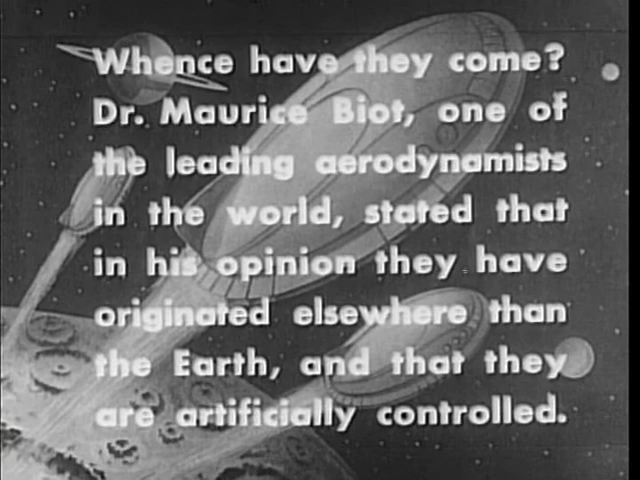 Whence have they come?
Dr. Maurice Biot, one of
the leading aerodynamists
in the world, stated that
in his opinion they have
originated elsewhere than
the Earth, and that they
are artificially controlled.